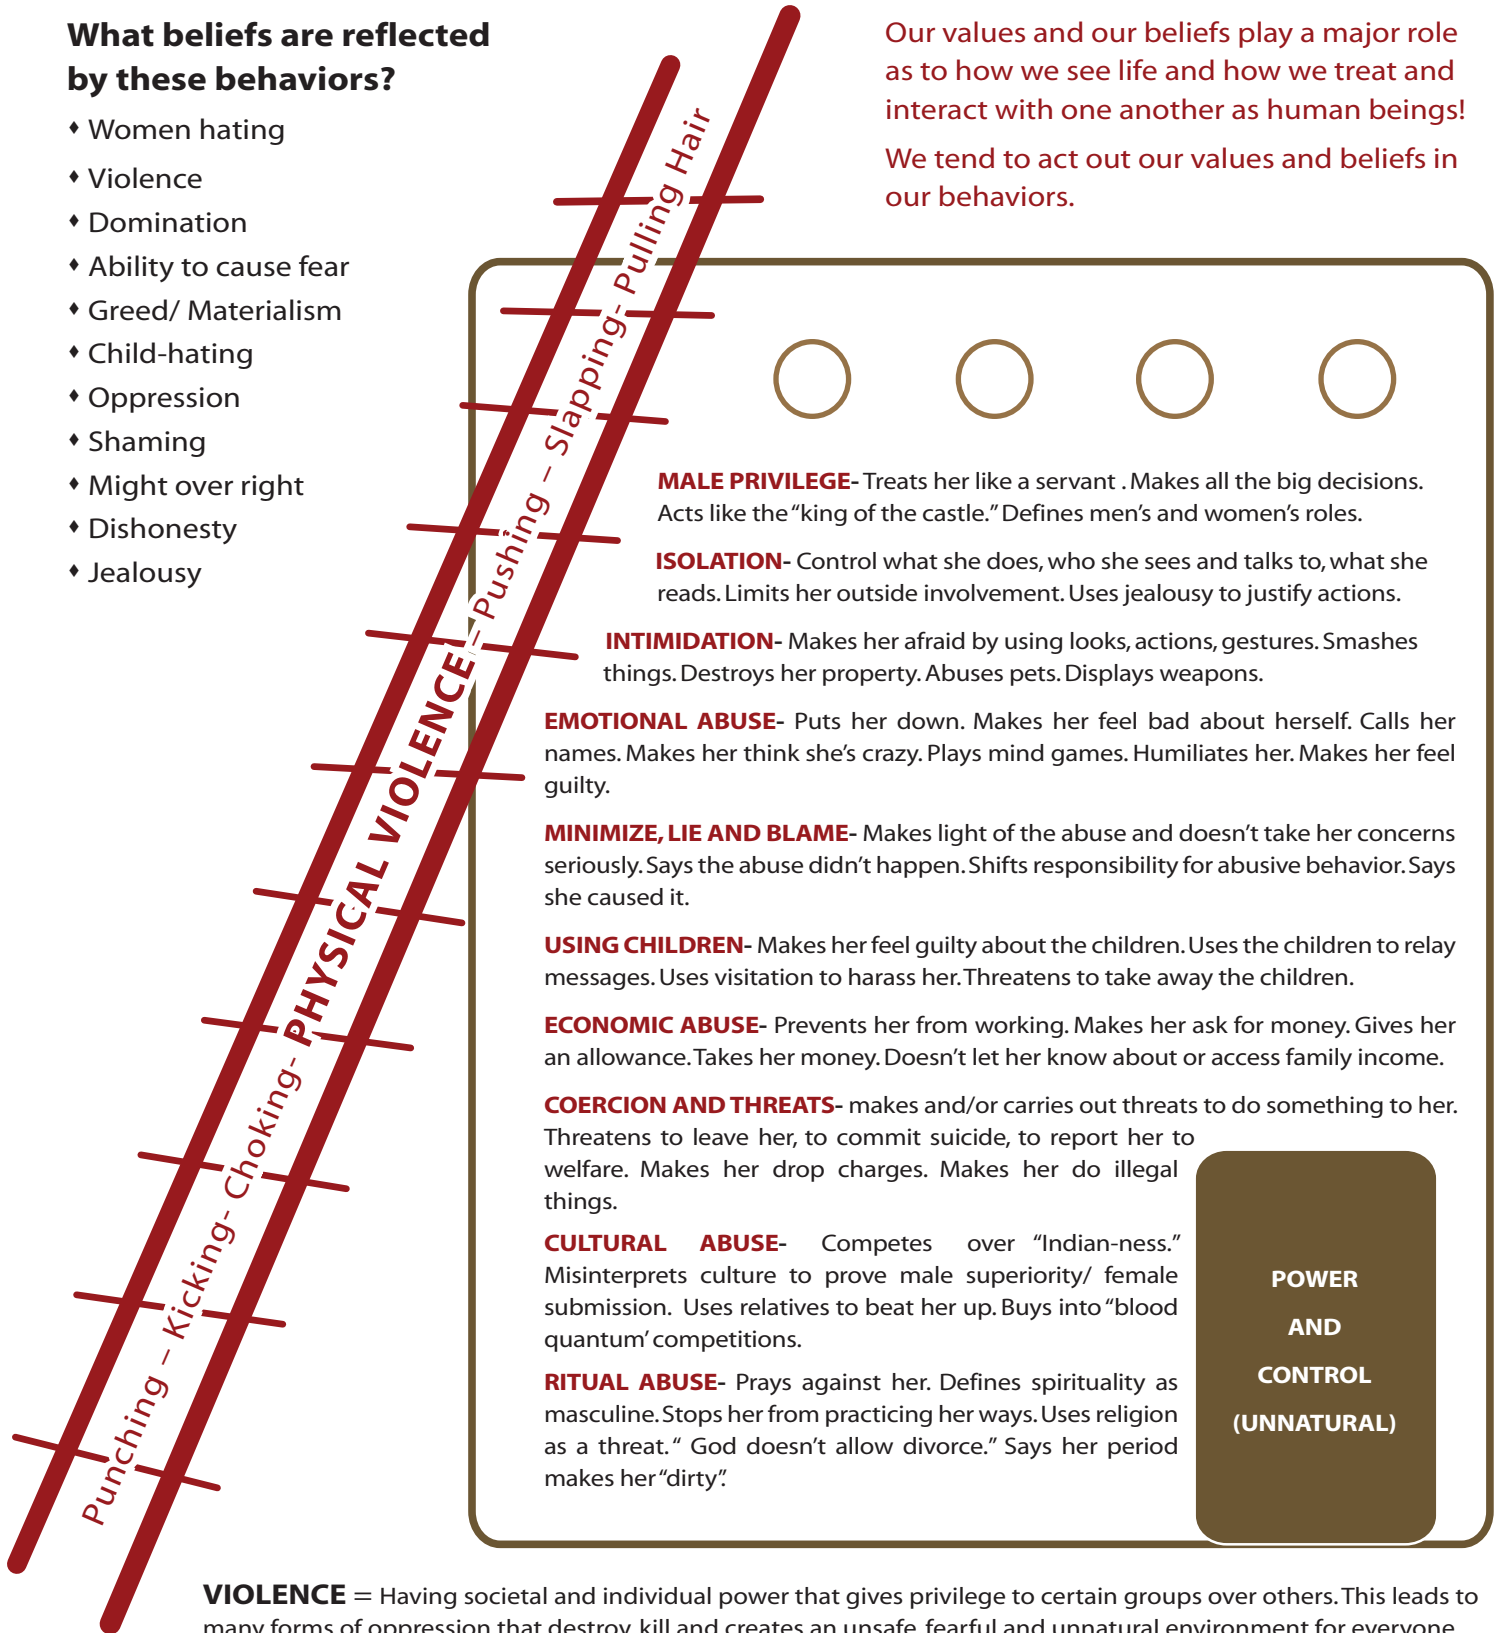 What beliefs are reflected
by these behaviors?
♦ Women hating
♦ Violence
♦ Domination
♦ Ability to cause fear
♦ Greed/ Materialism
♦ Child-hating
♦ Oppression
♦ Shaming
♦ Might over right
♦ Dishonesty
♦ Jealousy
Our values and our beliefs play a major role
as to how we see life and how we treat and
interact with one another as human beings!
We tend to act out our values and beliefs in
our behaviors.
Punching – Kicking- Choking- PHYSICAL VIOLENCE – Pushing – Slapping- Pulling Hair
MALE PRIVILEGE- Treats her like a servant . Makes all the big decisions.
Acts like the “king of the castle.” Defines men’s and women’s roles.
ISOLATION- Control what she does, who she sees and talks to, what she
reads. Limits her outside involvement. Uses jealousy to justify actions.
INTIMIDATION- Makes her afraid by using looks, actions, gestures. Smashes
things. Destroys her property. Abuses pets. Displays weapons.
EMOTIONAL ABUSE- Puts her down. Makes her feel bad about herself. Calls her
names. Makes her think she’s crazy. Plays mind games. Humiliates her. Makes her feel
guilty.
MINIMIZE, LIE AND BLAME- Makes light of the abuse and doesn’t take her concerns
seriously. Says the abuse didn’t happen. Shifts responsibility for abusive behavior. Says
she caused it.
USING CHILDREN- Makes her feel guilty about the children. Uses the children to relay
messages. Uses visitation to harass her. Threatens to take away the children.
ECONOMIC ABUSE- Prevents her from working. Makes her ask for money. Gives her
an allowance. Takes her money. Doesn’t let her know about or access family income.
COERCION AND THREATS- makes and/or carries out threats to do something to her.
Threatens to leave her, to commit suicide, to report her to
welfare. Makes her drop charges. Makes her do illegal
things.
CULTURAL ABUSE- Competes over “Indian-ness.”
Misinterprets culture to prove male superiority/ female
submission. Uses relatives to beat her up. Buys into “blood
quantum’ competitions.
RITUAL ABUSE- Prays against her. Defines spirituality as
masculine. Stops her from practicing her ways. Uses religion
as a threat. “ God doesn’t allow divorce.” Says her period
makes her “dirty”.
POWER
AND
CONTROL
(UNNATURAL)
VIOLENCE = Having societal and individual power that gives privilege to certain groups over others. This leads to
many forms of oppression that destroy, kill and creates an unsafe, fearful and unnatural environment for everyone.